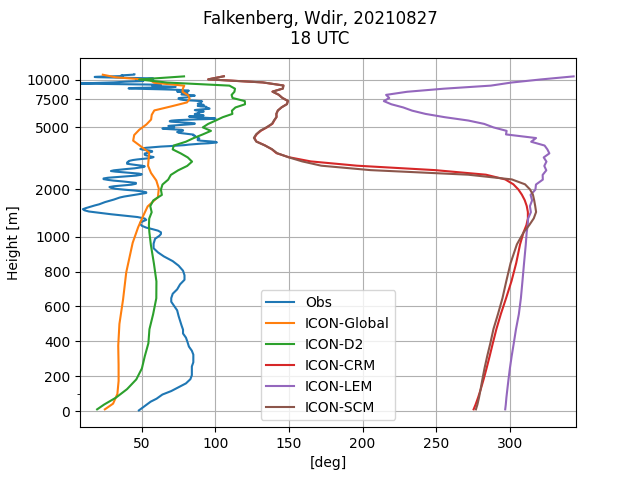 Falkenberg, Wdir, 20210827
18 UTC
10000
7500
5000
2000
1000
800
600
400
200
0
Height [m]
Obs
ICON-Global
ICON-D2
ICON-CRM
ICON-LEM
ICON-SCM
50
100
150
200
250
300
[deg]